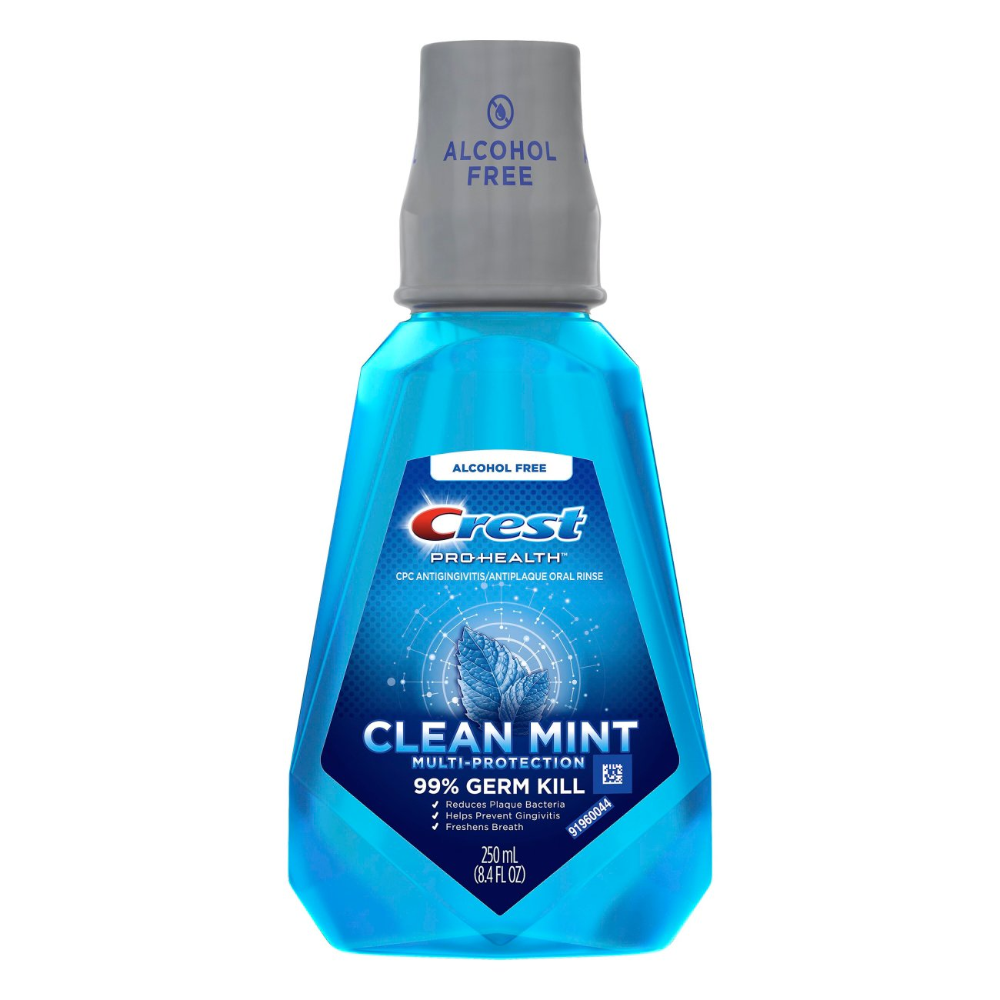 ALCOHOL
FREE
ALCOHOL FREE
Crest
PRO-HEALTH™
CPC ANTIGINGIVITIS/ANTIPLAQUE ORAL RINSE
CLEAN MINT
MULTI-PROTECTION
99% GERM KILL
✓ Reduces Plaque Bacteria
✓ Helps Prevent Gingivitis
✓ Freshens Breath
91960044
250 mL
(8.4 FL OZ)